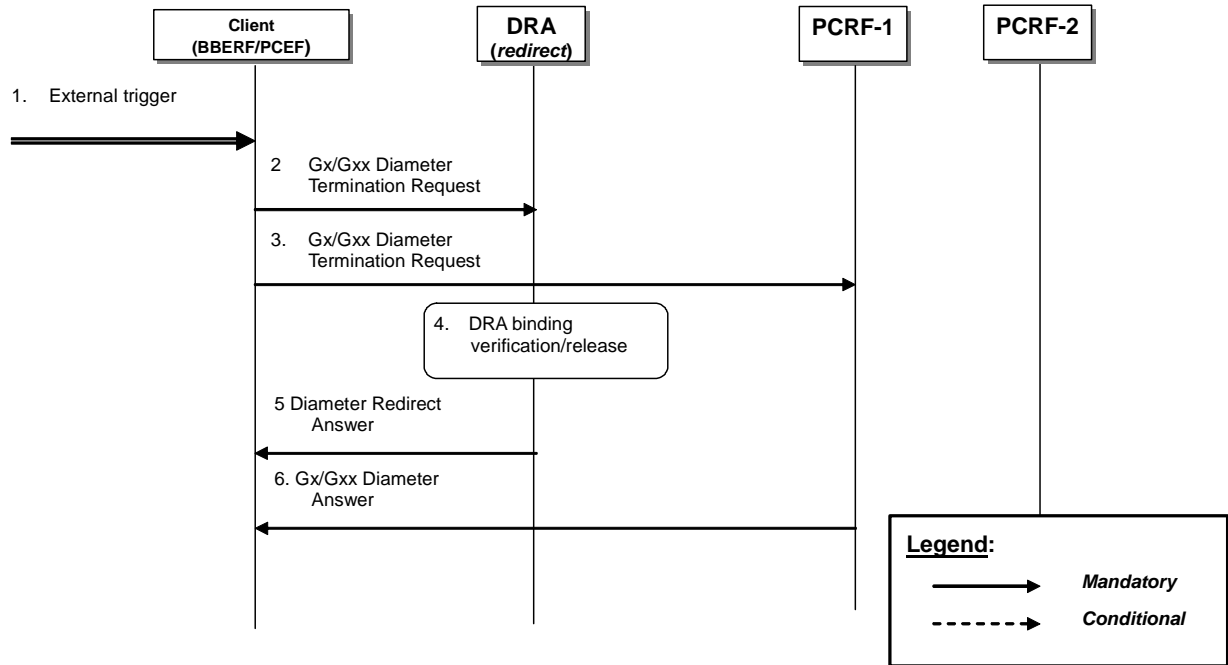 Client
(BBERF/PCEF)
DRA
(redirect)
PCRF-1
PCRF-2
1. External trigger
2 Gx/Gxx Diameter
Termination Request
3. Gx/Gxx Diameter
Termination Request
4. DRA binding
verification/release
5 Diameter Redirect
Answer
6. Gx/Gxx Diameter
Answer
Legend:
Mandatory
Conditional